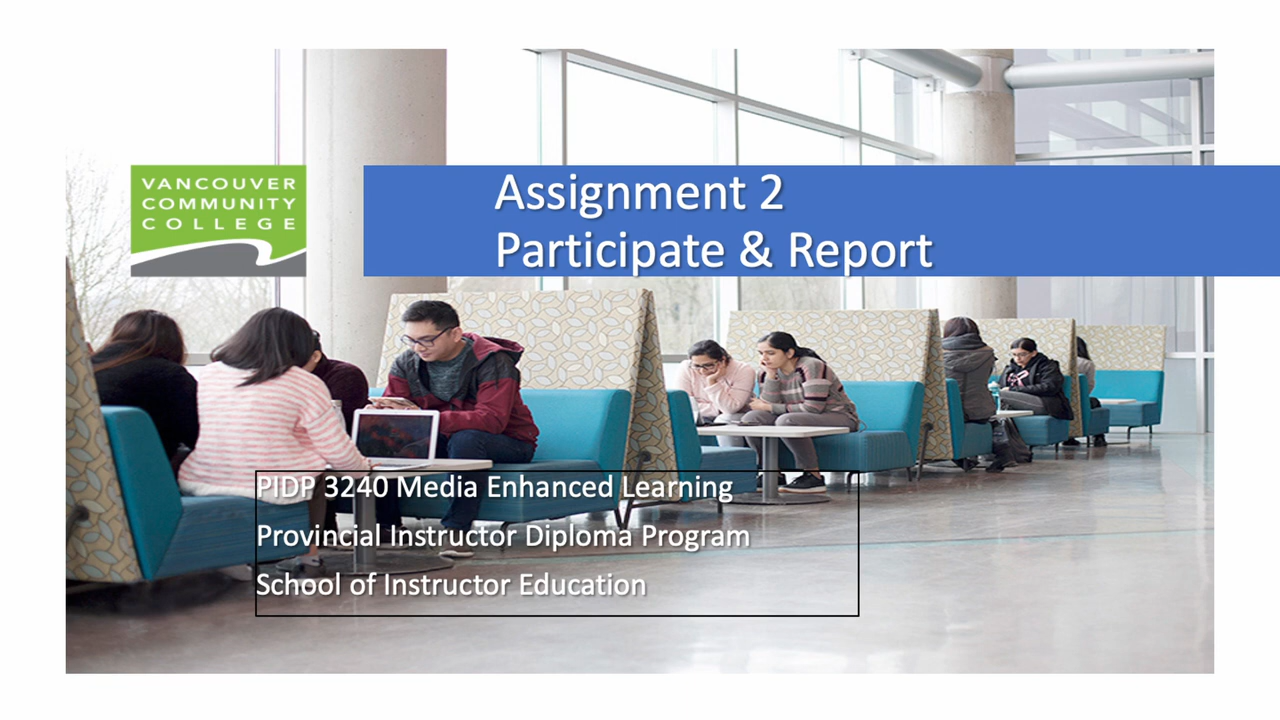 VANCOUVER
COMMUNITY
COLLEGE
Assignment 2
Participate & Report
PIDP 3240 Media Enhanced Learning
Provincial Instructor Diploma Program
School of Instructor Education